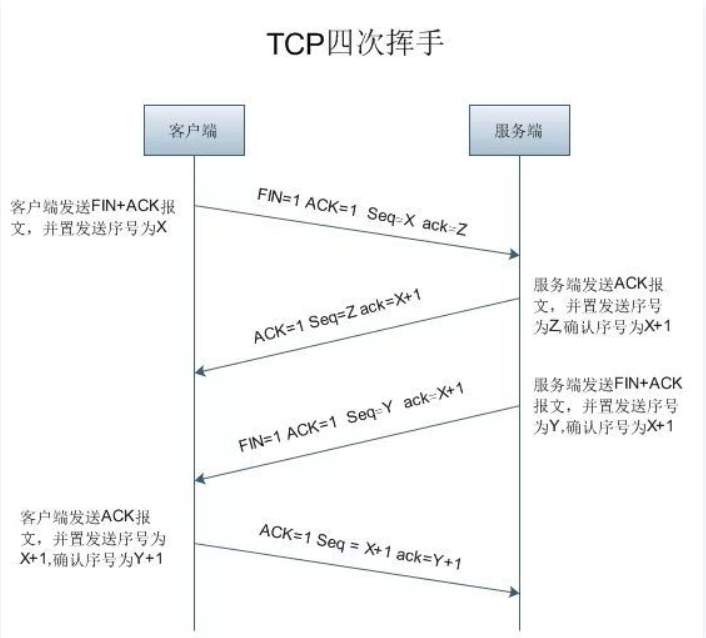 TCP四次挥手
客户端
服务端
FIN=1 ACK=1 Seq=X ack=Z
客户端发送FIN+ACK报
文，并置发送序号为X
服务端发送ACK报
文，并置发送序号
为Z,确认序号为X+1
ACK=1 Seq=Z ack=X+1
服务端发送FIN+ACK
报文，并置发送序号
为Y,确认序号为X+1
FIN=1 ACK=1 Seq=Y ack=X+1
客户端发送ACK报
文，并置发送序号为
X+1,确认序号为Y+1
ACK=1 Seq = X+1 ack=Y+1